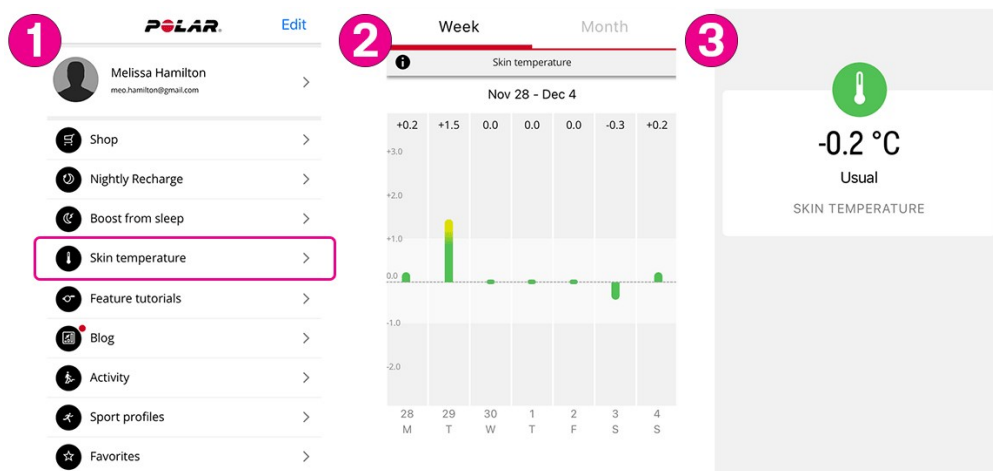 1
POLAR.
Edit
Melissa Hamilton
meo.hamilton@gmail.com
Shop
Nightly Recharge
Boost from sleep
Skin temperature
Feature tutorials
Blog
Activity
Sport profiles
Favorites
2
Week Month
i Skin temperature
Nov 28 - Dec 4
+0.2 +1.5 0.0 0.0 0.0 -0.3 +0.2
+3.0
+2.0
+1.0
0.0
-1.0
-2.0
28 29 30 1 2 3 4
M T W T F S S
3
-0.2 °C
Usual
SKIN TEMPERATURE